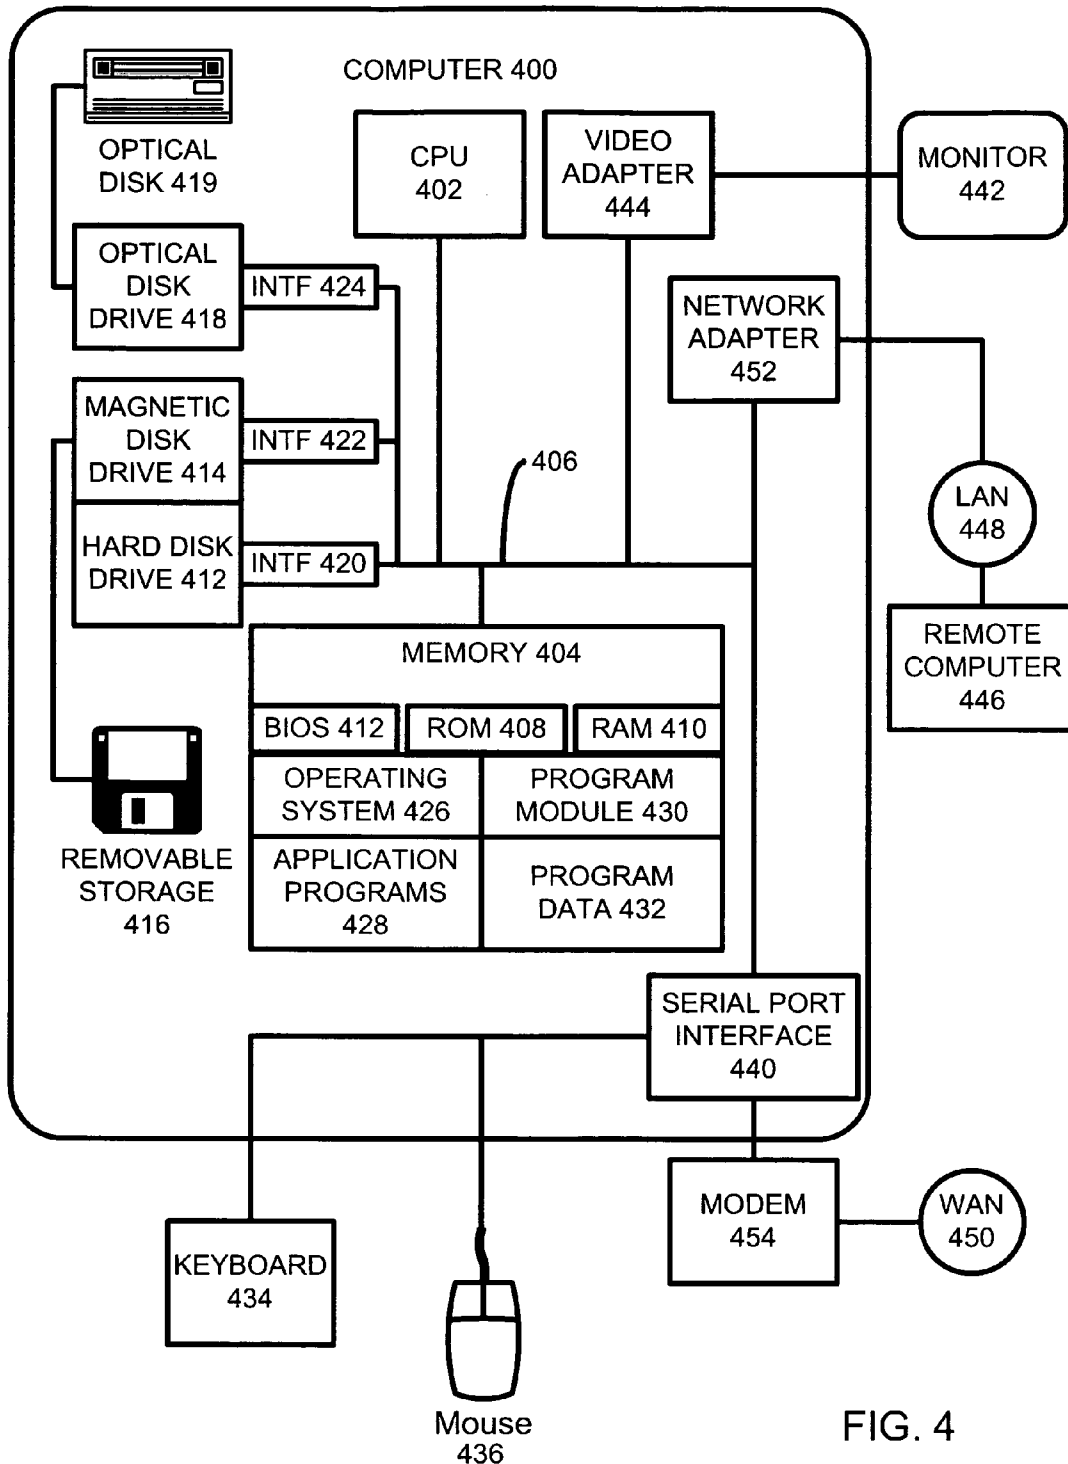 COMPUTER 400
OPTICAL
DISK 419
CPU
402
VIDEO
ADAPTER
444
MONITOR
442
OPTICAL
DISK
DRIVE 418
INTF 424
NETWORK
ADAPTER
452
MAGNETIC
DISK
DRIVE 414
INTF 422
406
LAN
448
HARD DISK
DRIVE 412
INTF 420
REMOTE
COMPUTER
446
MEMORY 404
BIOS 412
ROM 408
RAM 410
OPERATING
SYSTEM 426
PROGRAM
MODULE 430
REMOVABLE
STORAGE
416
APPLICATION
PROGRAMS
428
PROGRAM
DATA 432
SERIAL PORT
INTERFACE
440
MODEM
454
WAN
450
KEYBOARD
434
Mouse
436
FIG. 4